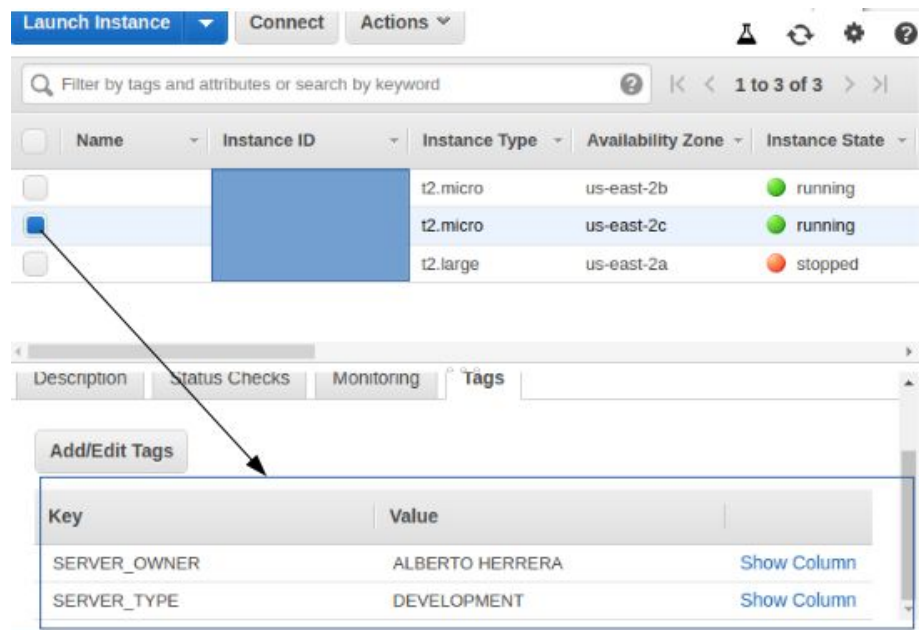 Launch Instance Connect Actions
Filter by tags and attributes or search by keyword 1 to 3 of 3
Name Instance ID Instance Type Availability Zone Instance State
t2.micro us-east-2b running
t2.micro us-east-2c running
t2.large us-east-2a stopped
Description Status Checks Monitoring Tags
Add/Edit Tags
Key Value
SERVER_OWNER ALBERTO HERRERA Show Column
SERVER_TYPE DEVELOPMENT Show Column